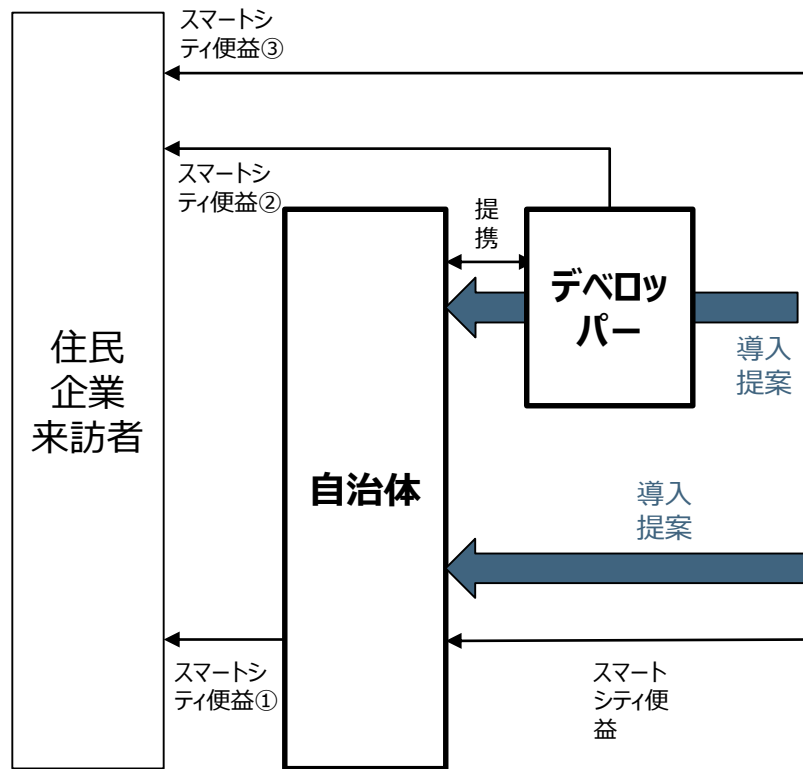 スマートシ
ティ便益③
スマートシ
ティ便益②
提
携
デベロッ
パー
導入
提案
住民
企業
来訪者
自治体
導入
提案
スマートシ
ティ便益①
スマート
シティ便
益